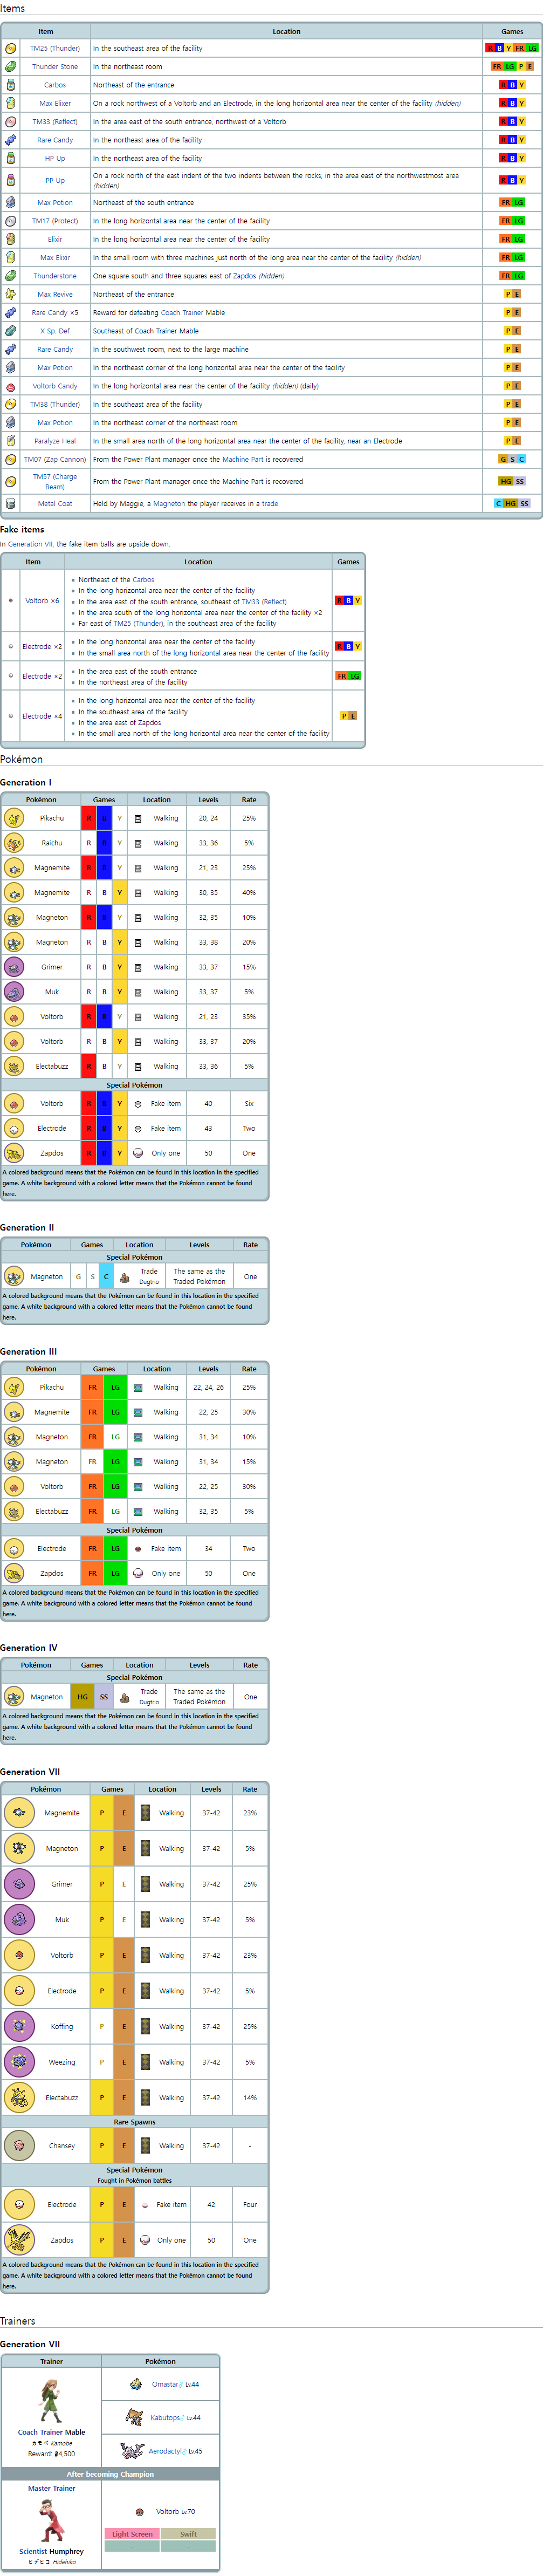 Items
Item Location Games
TM25 (Thunder) In the southeast area of the facility R B Y FR LG
Thunder Stone In the northeast room FR LG P E
Carbos Northeast of the entrance R B Y
Max Elixer On a rock northwest of a Voltorb and an Electrode, in the long horizontal area near the center of the facility (hidden) R B Y
TM33 (Reflect) In the area east of the south entrance, northwest of a Voltorb R B Y
Rare Candy In the northeast area of the facility R B Y
HP Up In the northeast area of the facility R B Y
PP Up On a rock north of the east indent of the two indents between the rocks, in the area east of the northwestmost area
(hidden) R B Y
Max Potion Northeast of the south entrance FR LG
TM17 (Protect) In the long horizontal area near the center of the facility FR LG
Elixir In the long horizontal area near the center of the facility FR LG
Max Elixir In the small room with three machines just north of the long area near the center of the facility (hidden) FR LG
Thunderstone One square south and three squares east of Zapdos (hidden) FR LG
Max Revive Northeast of the entrance P E
Rare Candy ×5 Reward for defeating Coach Trainer Mable P E
X Sp. Def Southeast of Coach Trainer Mable P E
Rare Candy In the southwest room, next to the large machine P E
Max Potion In the northeast corner of the long horizontal area near the center of the facility P E
Voltorb Candy In the long horizontal area near the center of the facility (hidden) (daily) P E
TM38 (Thunder) In the southeast area of the facility P E
Max Potion In the northeast corner of the northeast room P E
Paralyze Heal In the small area north of the long horizontal area near the center of the facility, near an Electrode P E
TM07 (Zap Cannon) From the Power Plant manager once the Machine Part is recovered G S C
TM57 (Charge
Beam) From the Power Plant manager once the Machine Part is recovered HG SS
Metal Coat Held by Maggie, a Magneton the player receives in a trade C HG SS
Fake items
In Generation VII, the fake item balls are upside down.
Item Location Games
Voltorb ×6 R B Y
Northeast of the Carbos
In the long horizontal area near the center of the facility
In the area east of the south entrance, southeast of TM33 (Reflect)
In the area south of the long horizontal area near the center of the facility ×2
Far east of TM25 (Thunder), in the southeast area of the facility
Electrode ×2 R B Y
In the long horizontal area near the center of the facility
In the small area north of the long horizontal area near the center of the facility
Electrode ×2 FR LG
In the area east of the south entrance
In the northeast area of the facility
Electrode ×4 P E
In the long horizontal area near the center of the facility
In the southeast area of the facility
In the area east of Zapdos
In the small area north of the long horizontal area near the center of the facility
Pokémon
Generation I
Pokémon Games Location Levels Rate
Pikachu R B Y Walking 20, 24 25%
Raichu R B Y Walking 33, 36 5%
Magnemite R B Y Walking 21, 23 25%
Magnemite R B Y Walking 30, 35 40%
Magneton R B Y Walking 32, 35 10%
Magneton R B Y Walking 33, 38 20%
Grimer R B Y Walking 33, 37 15%
Muk R B Y Walking 33, 37 5%
Voltorb R B Y Walking 21, 23 35%
Voltorb R B Y Walking 33, 37 20%
Electabuzz R B Y Walking 33, 36 5%
Special Pokémon
Voltorb R B Y Fake item 40 Six
Electrode R B Y Fake item 43 Two
Zapdos R B Y Only one 50 One
A colored background means that the Pokémon can be found in this location in the specified
game. A white background with a colored letter means that the Pokémon cannot be found
here.
Generation II
Pokémon Games Location Levels Rate
Special Pokémon
Magneton G S C Trade
Dugtrio The same as the
Traded Pokémon One
A colored background means that the Pokémon can be found in this location in the specified
game. A white background with a colored letter means that the Pokémon cannot be found
here.
Generation III
Pokémon Games Location Levels Rate
Pikachu FR LG Walking 22, 24, 26 25%
Magnemite FR LG Walking 22, 25 30%
Magneton FR LG Walking 31, 34 10%
Magneton FR LG Walking 31, 34 15%
Voltorb FR LG Walking 22, 25 30%
Electabuzz FR LG Walking 32, 35 5%
Special Pokémon
Electrode FR LG Fake item 34 Two
Zapdos FR LG Only one 50 One
A colored background means that the Pokémon can be found in this location in the specified
game. A white background with a colored letter means that the Pokémon cannot be found
here.
Generation IV
Pokémon Games Location Levels Rate
Special Pokémon
Magneton HG SS Trade
Dugtrio The same as the
Traded Pokémon One
A colored background means that the Pokémon can be found in this location in the specified
game. A white background with a colored letter means that the Pokémon cannot be found
here.
Generation VII
Pokémon Games Location Levels Rate
Magnemite P E Walking 37-42 23%
Magneton P E Walking 37-42 5%
Grimer P E Walking 37-42 25%
Muk P E Walking 37-42 5%
Voltorb P E Walking 37-42 23%
Electrode P E Walking 37-42 5%
Koffing P E Walking 37-42 25%
Weezing P E Walking 37-42 5%
Electabuzz P E Walking 37-42 14%
Rare Spawns
Chansey P E Walking 37-42 -
Special Pokémon
Fought in Pokémon battles
Electrode P E Fake item 42 Four
Zapdos P E Only one 50 One
A colored background means that the Pokémon can be found in this location in the specified
game. A white background with a colored letter means that the Pokémon cannot be found
here.
Trainers
Generation VII
Trainer Pokémon
Coach Trainer Mable
カモベ Kamobe
Reward: 4,500
Omastar♂ Lv.44
Kabutops♂ Lv.44
Aerodactyl♂ Lv.45
After becoming Champion
Master Trainer
Scientist Humphrey
ヒデヒコ Hidehiko
Voltorb Lv.70
Light Screen Swift
- -